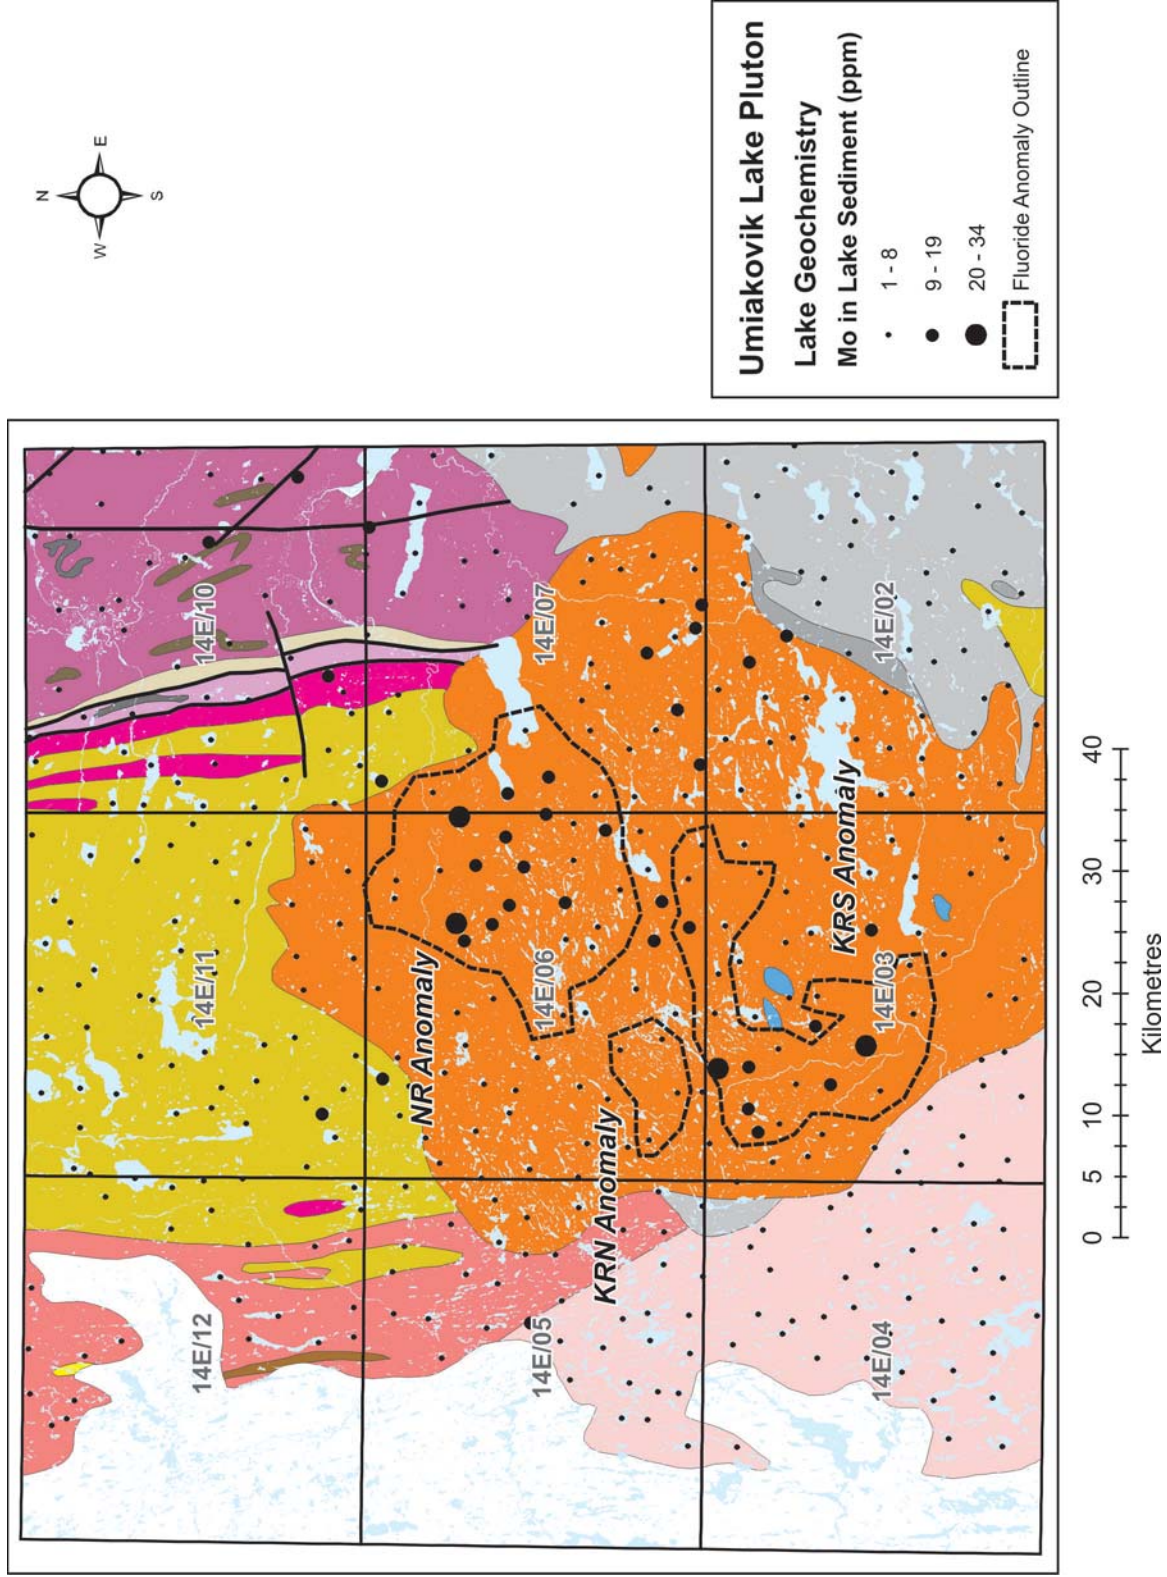 N
W
E
S
Umiakovik Lake Pluton
Lake Geochemistry
Mo in Lake Sediment (ppm)
1 - 8
9 - 19
20 - 34
Fluoride Anomaly Outline
14E/12
14E/11
14E/10
NR Anomaly
14E/05
14E/06
14E/07
KRN Anomaly
KRS Anomaly
14E/04
14E/03
14E/02
0 5 10 20 30 40
Kilometres